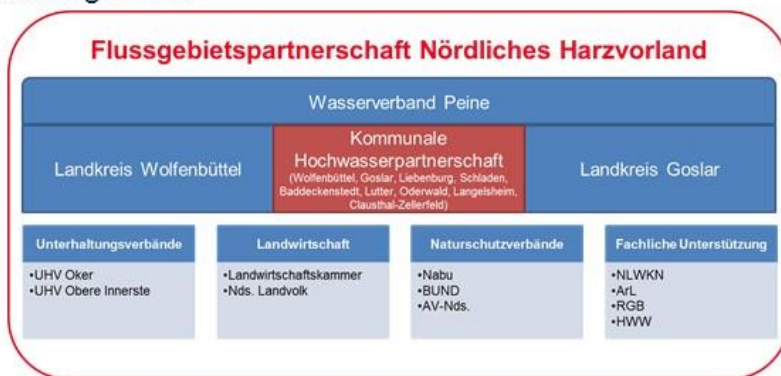 Flussgebietspartnerschaft Nördliches Harzvorland
Wasserverband Peine
Landkreis Wolfenbüttel
Kommunale
Hochwasserpartnerschaft
(Wolfenbüttel, Goslar, Liebenburg, Schladen,
Baddeckenstedt, Lutter, Oderwald, Langelsheim,
Clausthal-Zellerfeld)
Landkreis Goslar
Unterhaltungsverbände
•UHV Oker
•UHV Obere Innerste
Landwirtschaft
•Landwirtschaftskammer
•Nds. Landvolk
Naturschutzverbände
•Nabu
•BUND
•AV-Nds.
Fachliche Unterstützung
•NLWKN
•ArL
•RGB
•HWW